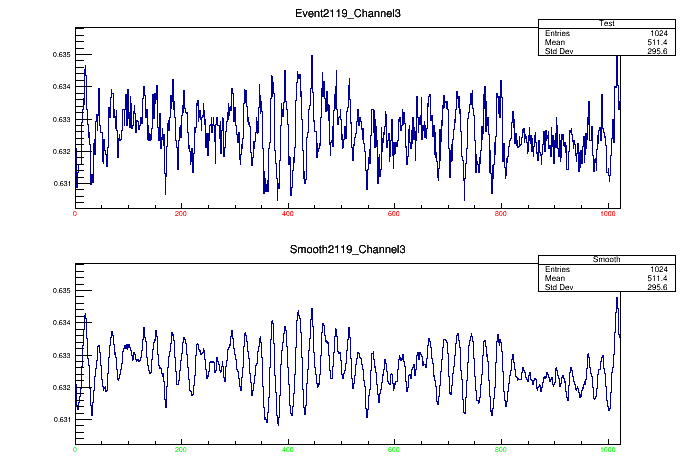 Event2119_Channel3
Test
Entries 1024
Mean 511.4
Std Dev 295.6
0.635
0.634
0.633
0.632
0.631
0 200 400 600 800 1000
Smooth2119_Channel3
Smooth
Entries 1024
Mean 511.4
Std Dev 295.6
0.635
0.634
0.633
0.632
0.631
0 200 400 600 800 1000